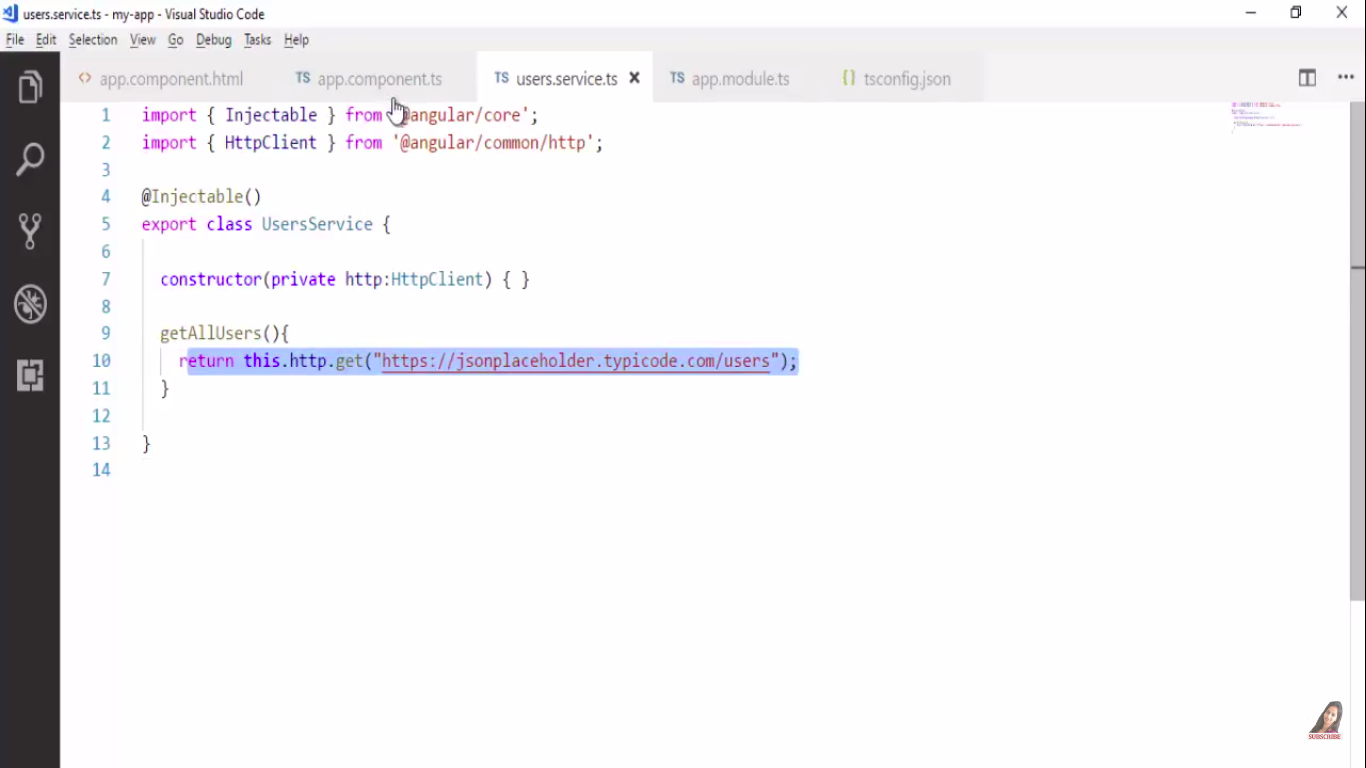 users.service.ts - my-app - Visual Studio Code
File Edit Selection View Go Debug Tasks Help
<> app.component.html TS app.component.ts TS users.service.ts × TS app.module.ts {} tsconfig.json
1 import { Injectable } from '@angular/core';
2 import { HttpClient } from '@angular/common/http';
3
4 @Injectable()
5 export class UsersService {
6
7 constructor(private http:HttpClient) { }
8
9 getAllUsers(){
10 return this.http.get("https://jsonplaceholder.typicode.com/users");
11 }
12
13 }
14
SUBSCRIBE